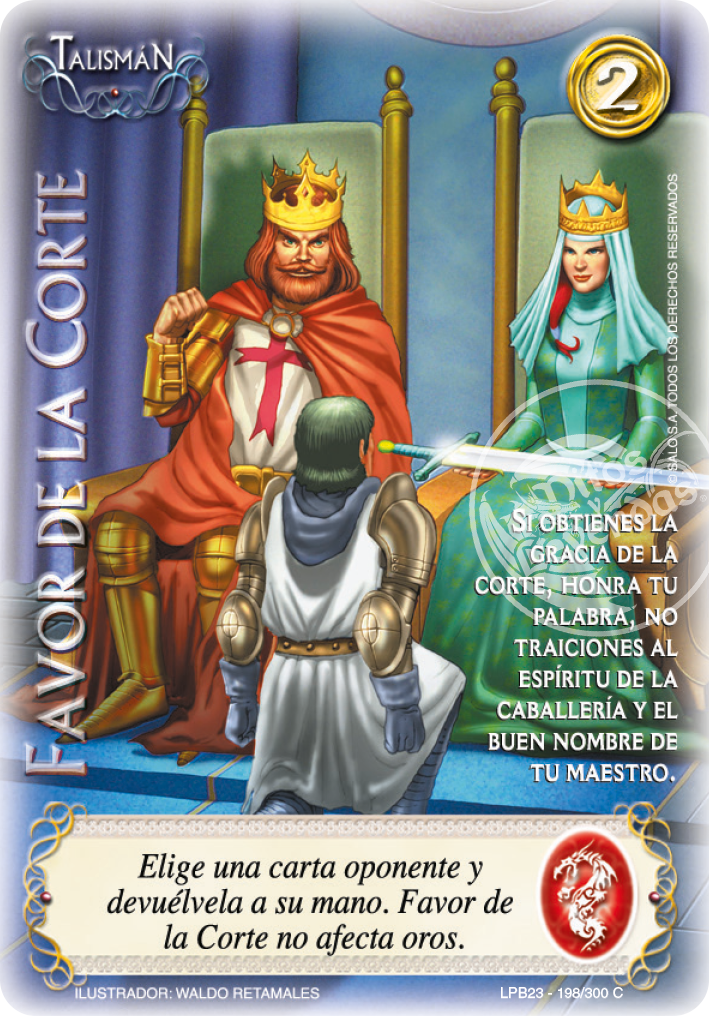 TALISMÁN
2
FAVOR DE LA CORTE
SALO S.A. TODOS LOS DERECHOS RESERVADOS
SI OBTIENES LA
GRACIA DE LA
CORTE, HONRA TU
PALABRA, NO
TRAICIONES AL
ESPÍRITU DE LA
CABALLERÍA Y EL
BUEN NOMBRE DE
TU MAESTRO.
Elige una carta oponente y
devuélvela a su mano. Favor de
la Corte no afecta oros.
ILUSTRADOR: WALDO RETAMALES
LPB23 - 198/300 C